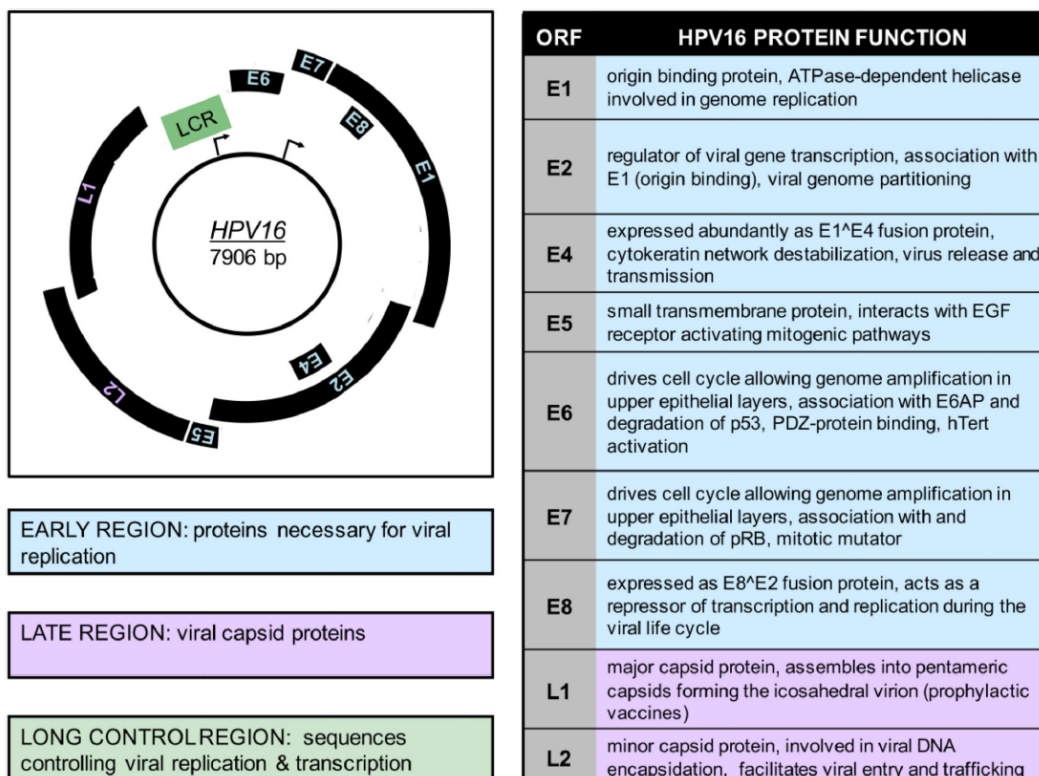 E6
E7
E8
E1
LCR
L1
HPV16
7906 bp
E4
E2
L2
E5
EARLY REGION: proteins necessary for viral
replication
LATE REGION: viral capsid proteins
LONG CONTROLREGION: sequences
controlling viral replication & transcription
ORF HPV16 PROTEIN FUNCTION
E1
origin binding protein, ATPase-dependent helicase
involved in genome replication
E2
regulator of viral gene transcription, association with
E1 (origin binding), viral genome partitioning
E4
expressed abundantly as E1^E4 fusion protein,
cytokeratin network destabilization, virus release and
transmission
E5
small transmembrane protein, interacts with EGF
receptor activating mitogenic pathways
E6
drives cell cycle allowing genome amplification in
upper epithelial layers, association with E6AP and
degradation of p53, PDZ-protein binding, hTert
activation
E7
drives cell cycle allowing genome amplification in
upper epithelial layers, association with and
degradation of pRB, mitotic mutator
E8
expressed as E8^E2 fusion protein, acts as a
repressor of transcription and replication during the
viral life cycle
L1
major capsid protein, assembles into pentameric
capsids forming the icosahedral virion (prophylactic
vaccines)
L2
minor capsid protein, involved in viral DNA
encapsidation, facilitates viral entry and trafficking